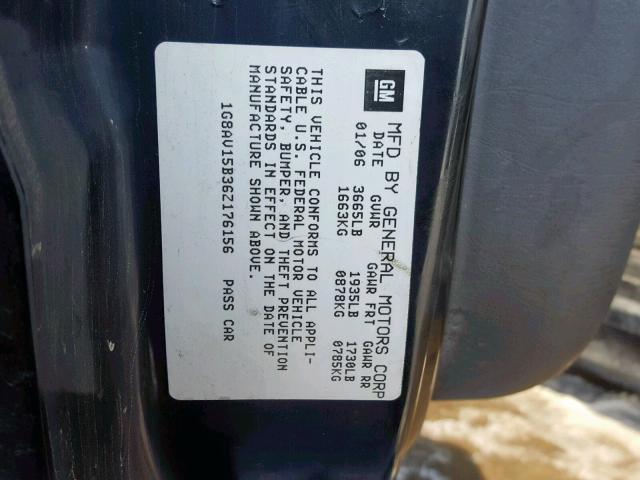 GM
MFD BY GENERAL MOTORS CORP
DATE GVWR GAWR FRT GAWR RR
01/06 3665LB 1935LB 1730LB
1663KG 0878KG 0785KG
THIS VEHICLE CONFORMS TO ALL APPLI-
CABLE U.S. FEDERAL MOTOR VEHICLE
SAFETY, BUMPER, AND THEFT PREVENTION
STANDARDS IN EFFECT ON THE DATE OF
MANUFACTURE SHOWN ABOVE.
1G8AV15B36Z176156 PASS CAR